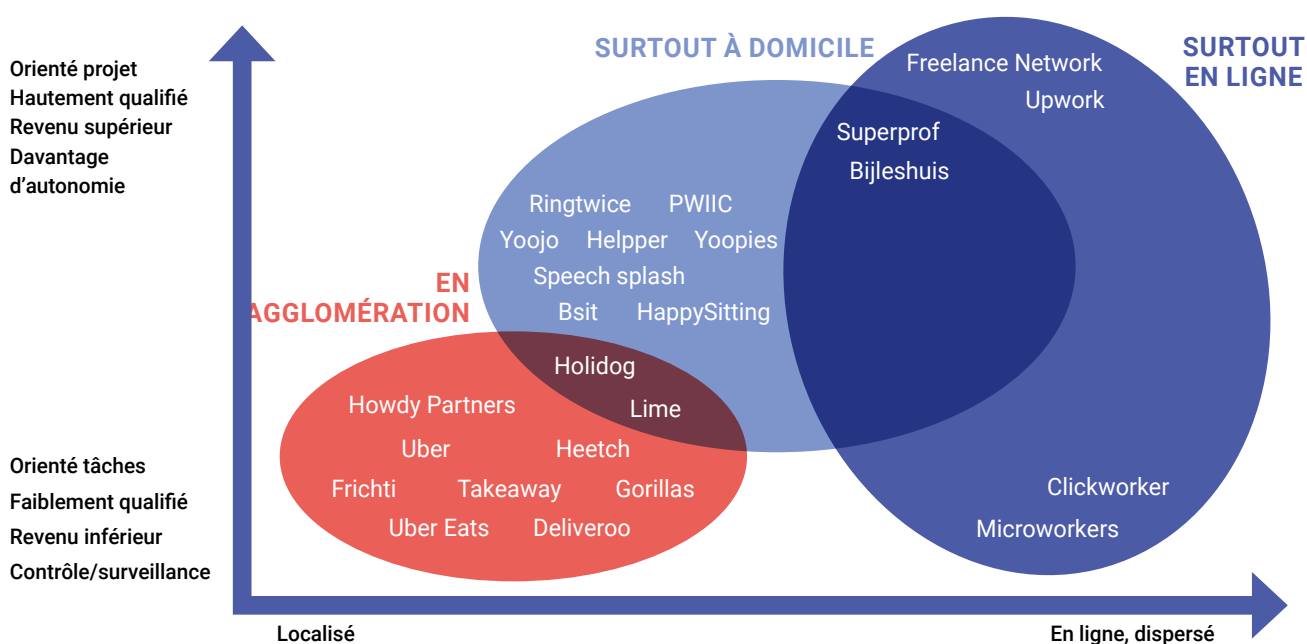 SURTOUT À DOMICILE
SURTOUT
EN LIGNE
Orienté projet
Hautement qualifié
Revenu supérieur
Davantage
d'autonomie
Freelance Network
Upwork
Superprof
Bijleshuis
Ringtwice PWIIC
Yoojo Helpper Yoopies
Speech splash
Bsit HappySitting
EN
AGGLOMÉRATION
Holidog
Lime
Howdy Partners
Uber Heetch
Frichti Takeaway Gorillas
Uber Eats Deliveroo
Clickworker
Microworkers
Orienté tâches
Faiblement qualifié
Revenu inférieur
Contrôle/surveillance
Localisé
En ligne, dispersé